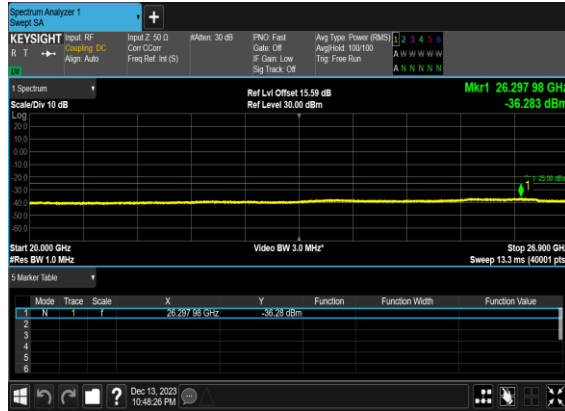 Spectrum Analyzer 1
Swept SA
+
KEYSIGHT Input: RF Input Z: 50 Ω #Atten: 30 dB PNO: Fast Avg Type: Power (RMS) 1 2 3 4 5 6
R T Coupling: DC Corr CCorr Gate: Off Avg|Hold: 100/100 A W W W W W
Align: Auto Freq Ref: Int (S) IF Gain: Low Trig: Free Run
Sig Track: Off A N N N N N
1 Spectrum Ref Lvl Offset 15.59 dB Mkr1 26.297 98 GHz
Scale/Div 10 dB Ref Level 30.00 dBm -36.283 dBm
Log
20.0
10.0
0.00
-10.0
-20.0
-25.00 dBm
1
-30.0
-40.0
-50.0
-60.0
Start 20.000 GHz Video BW 3.0 MHz* Stop 26.900 GHz
#Res BW 1.0 MHz Sweep 13.3 ms (40001 pts)
5 Marker Table
Mode Trace Scale X Y Function Function Width Function Value
1 N 1 f 26.297 98 GHz -36.28 dBm
2
3
4
5
6
? Dec 13, 2023
10:48:26 PM